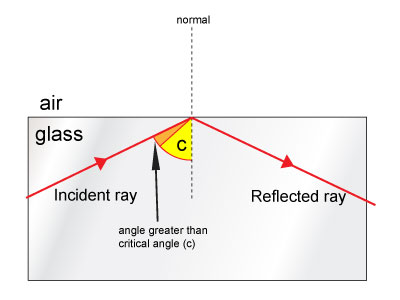 normal
air
glass
c
Incident ray
Reflected ray
angle greater than
critical angle (c)